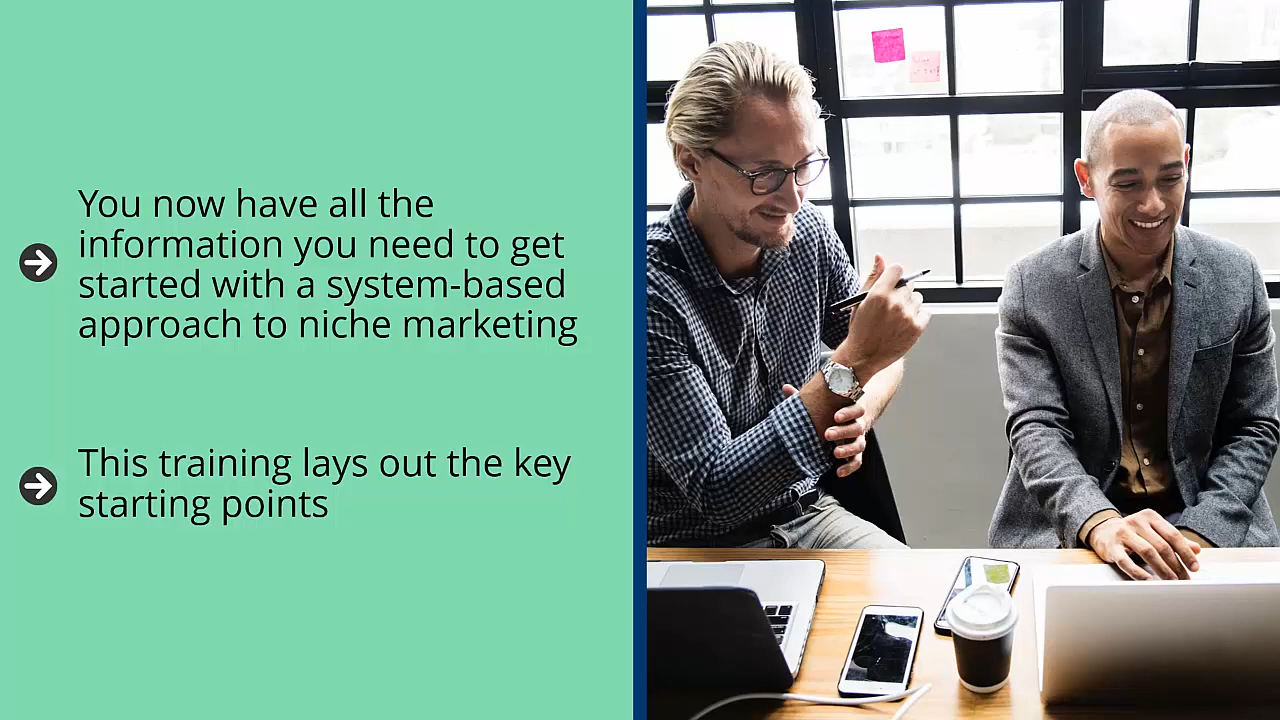 You now have all the
information you need to get
started with a system-based
approach to niche marketing
This training lays out the key
starting points